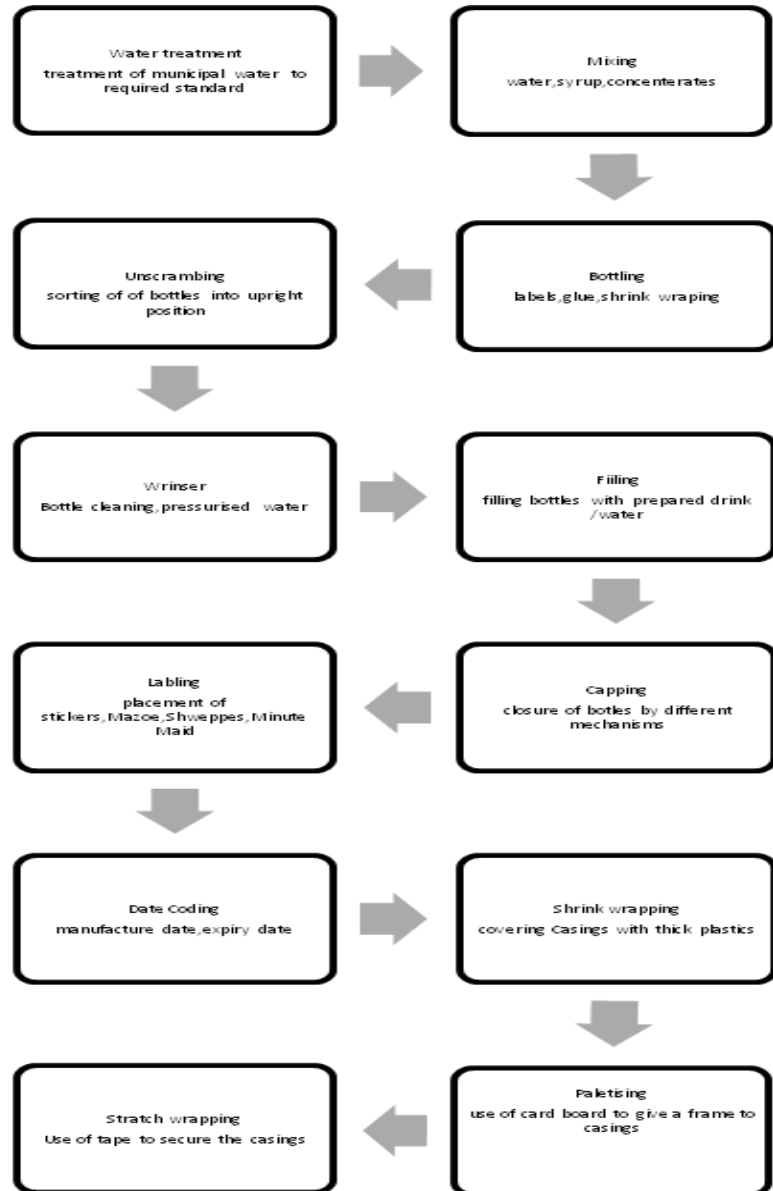 Water treatment
treatment of municipal water to
required standard
Mixing
water,syrup,concenterates
Bottling
labels,glue,shrink wraping
Unscrambing
sorting of of bottles into upright
position
Wrinser
Bottle cleaning,pressurised water
Fiiling
filling bottles with prepared drink
/water
Capping
closure of botles by different
mechanisms
Labling
placement of
stickers,Mazoe,Shweppes,Minute
Maid
Date Coding
manufacture date,expiry date
Shrink wrapping
covering Casings with thick plastics
Paletising
use of card board to give a frame to
casings
Stratch wrapping
Use of tape to secure the casings